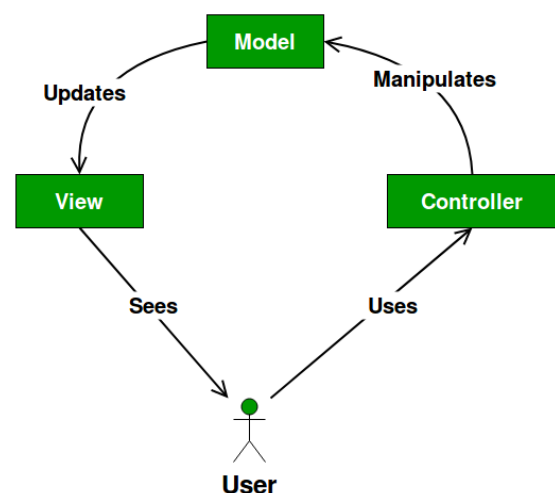 Model
Updates
Manipulates
View
Controller
Sees
Uses
User